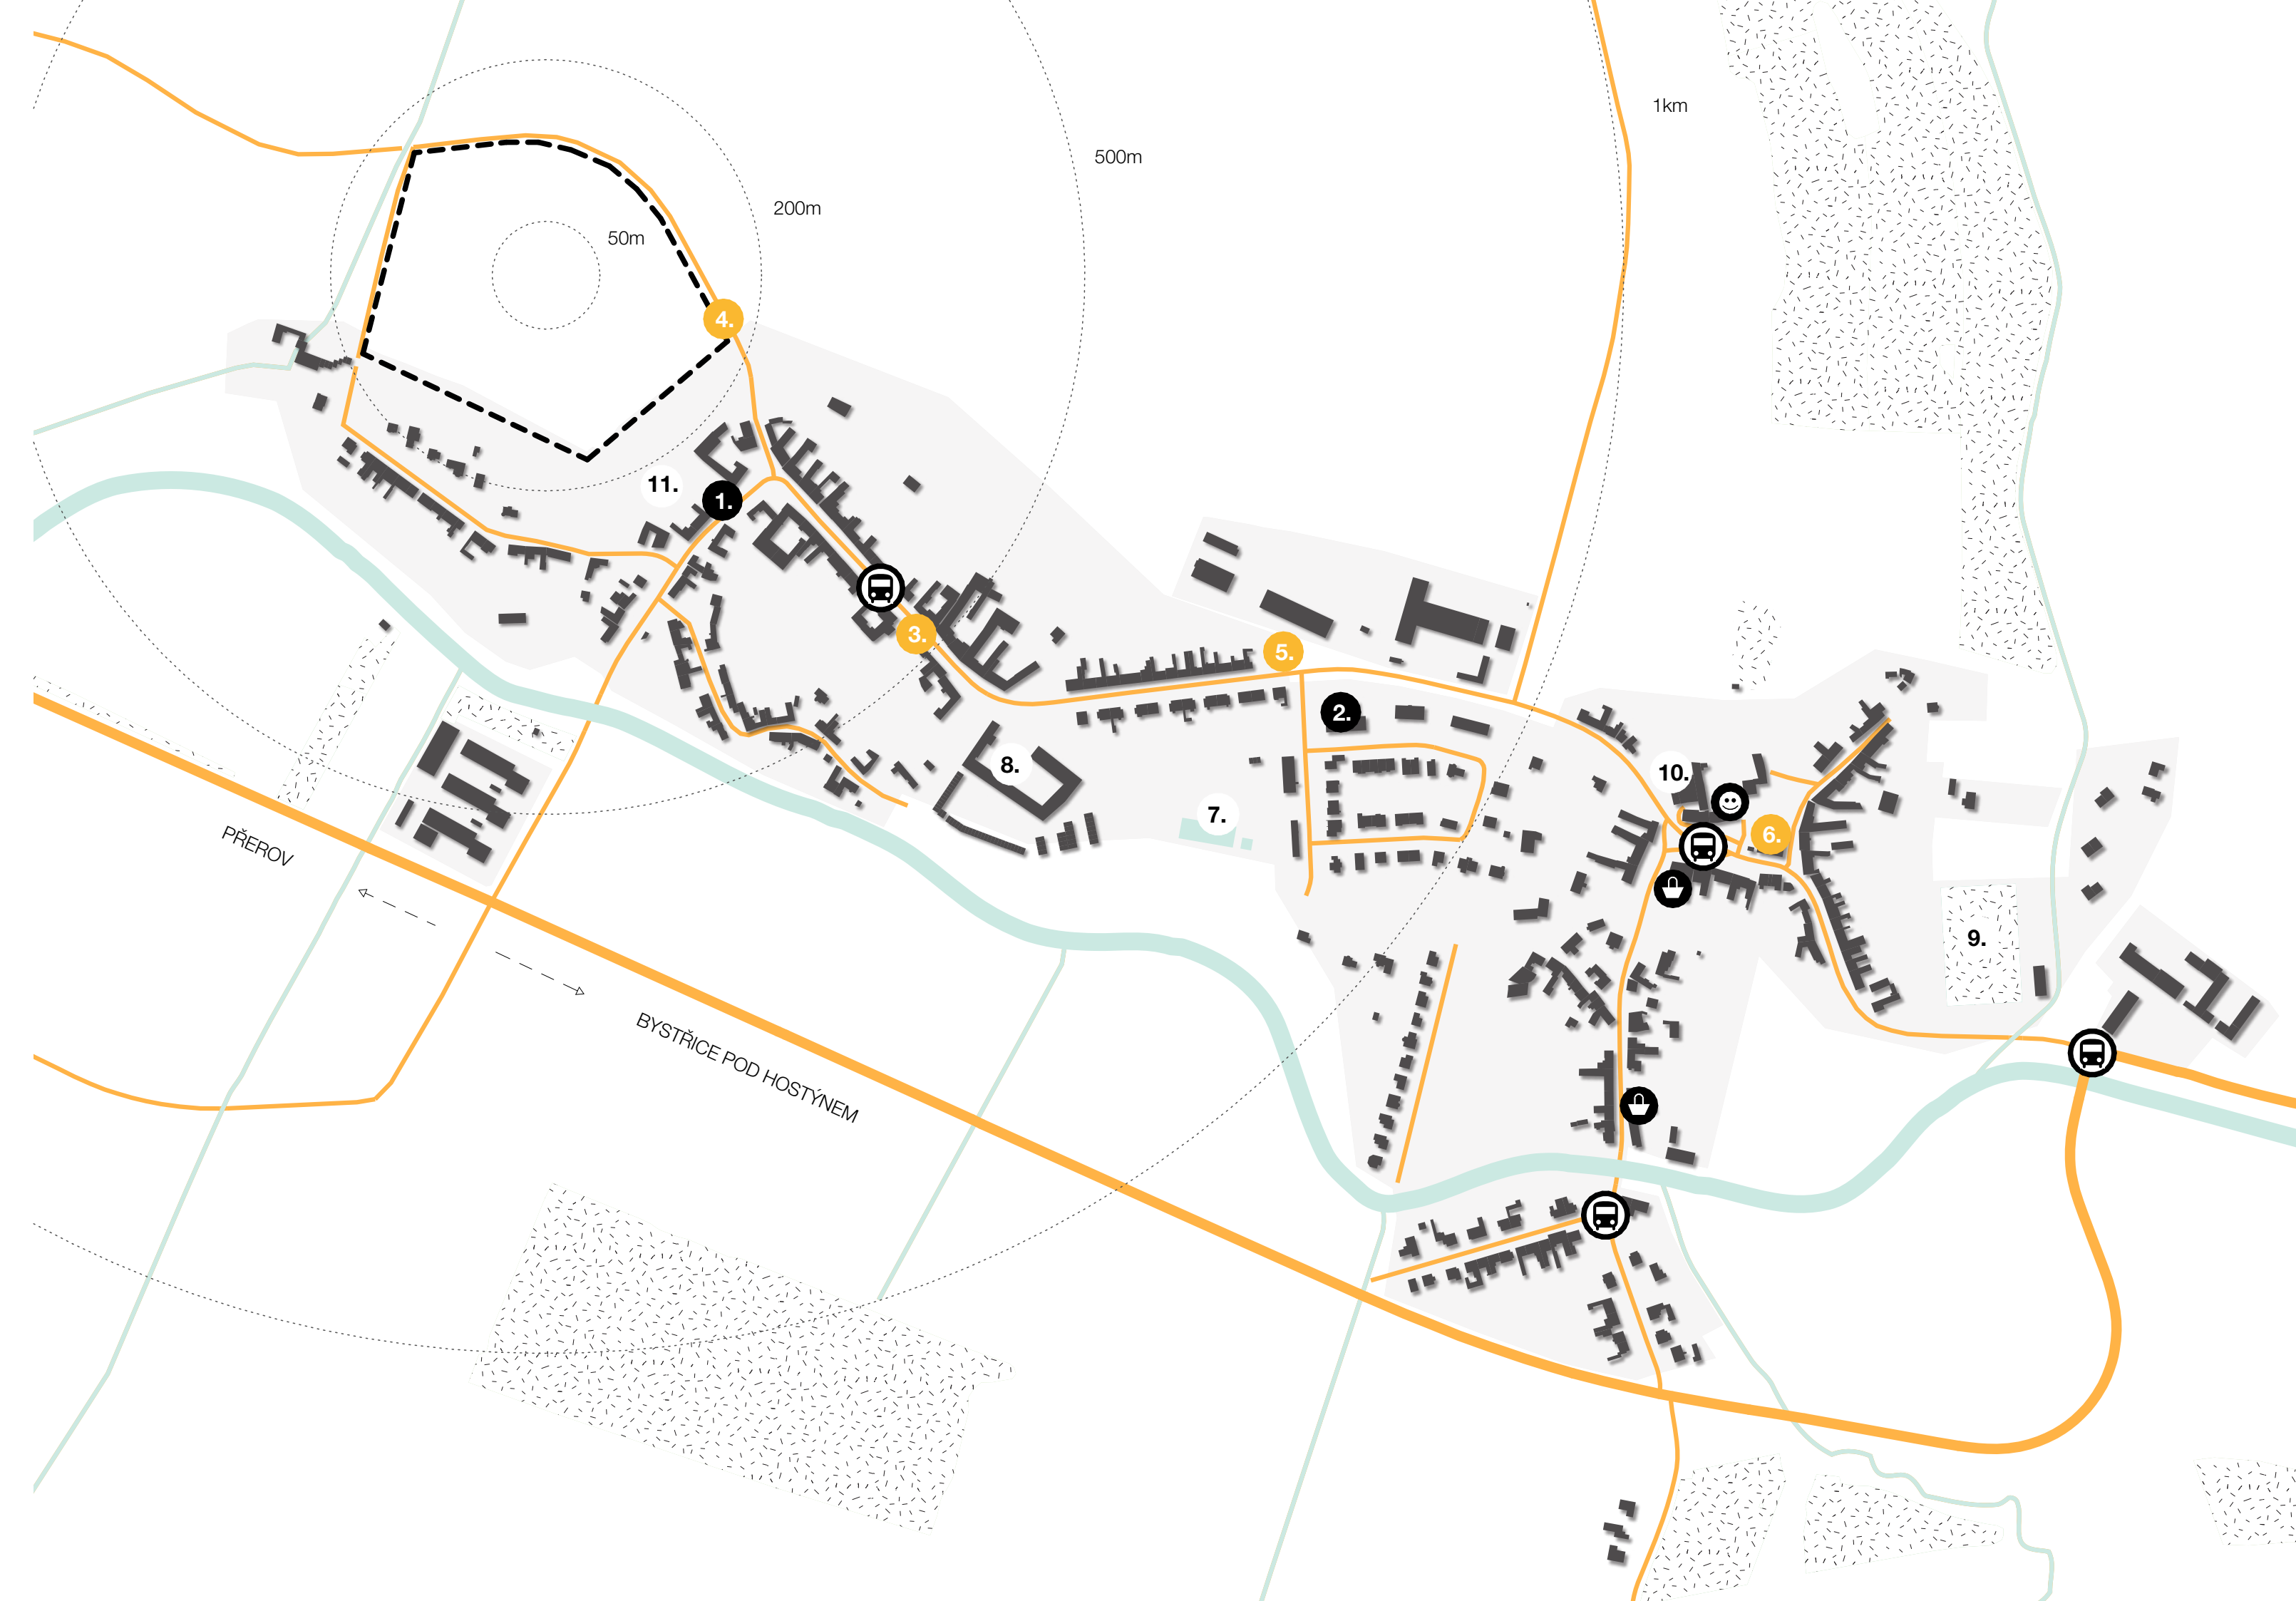 1km
500m
200m
50m
4.
11.
1.
3.
5.
2.
8.
10.
7.
6.
PŘEROV
9.
BYSTŘICE POD HOSTÝNEM